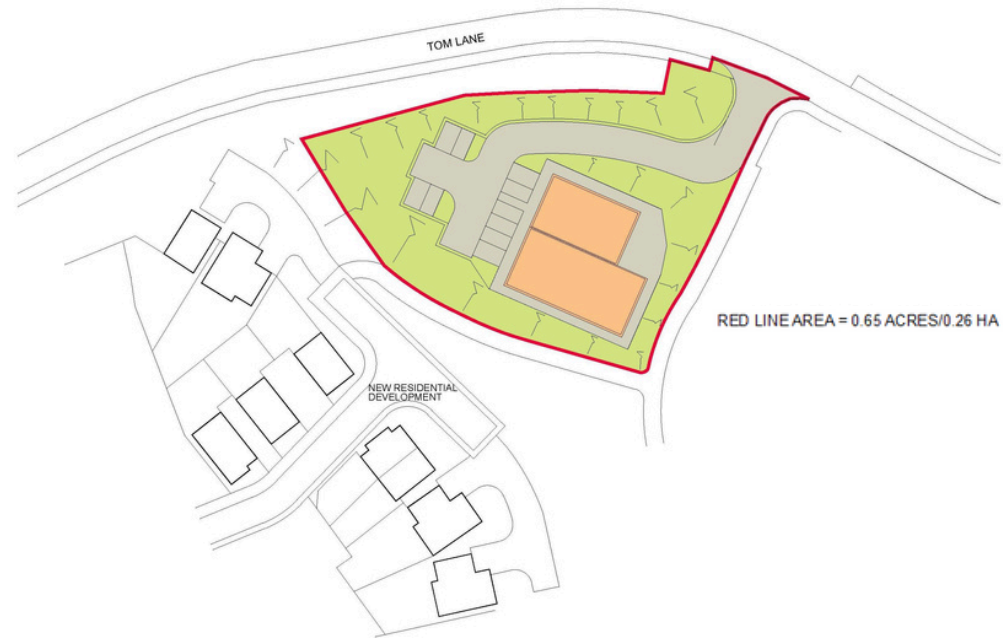 TOM LANE
RED LINE AREA = 0.65 ACRES/0.26 HA
NEW RESIDENTIAL
DEVELOPMENT